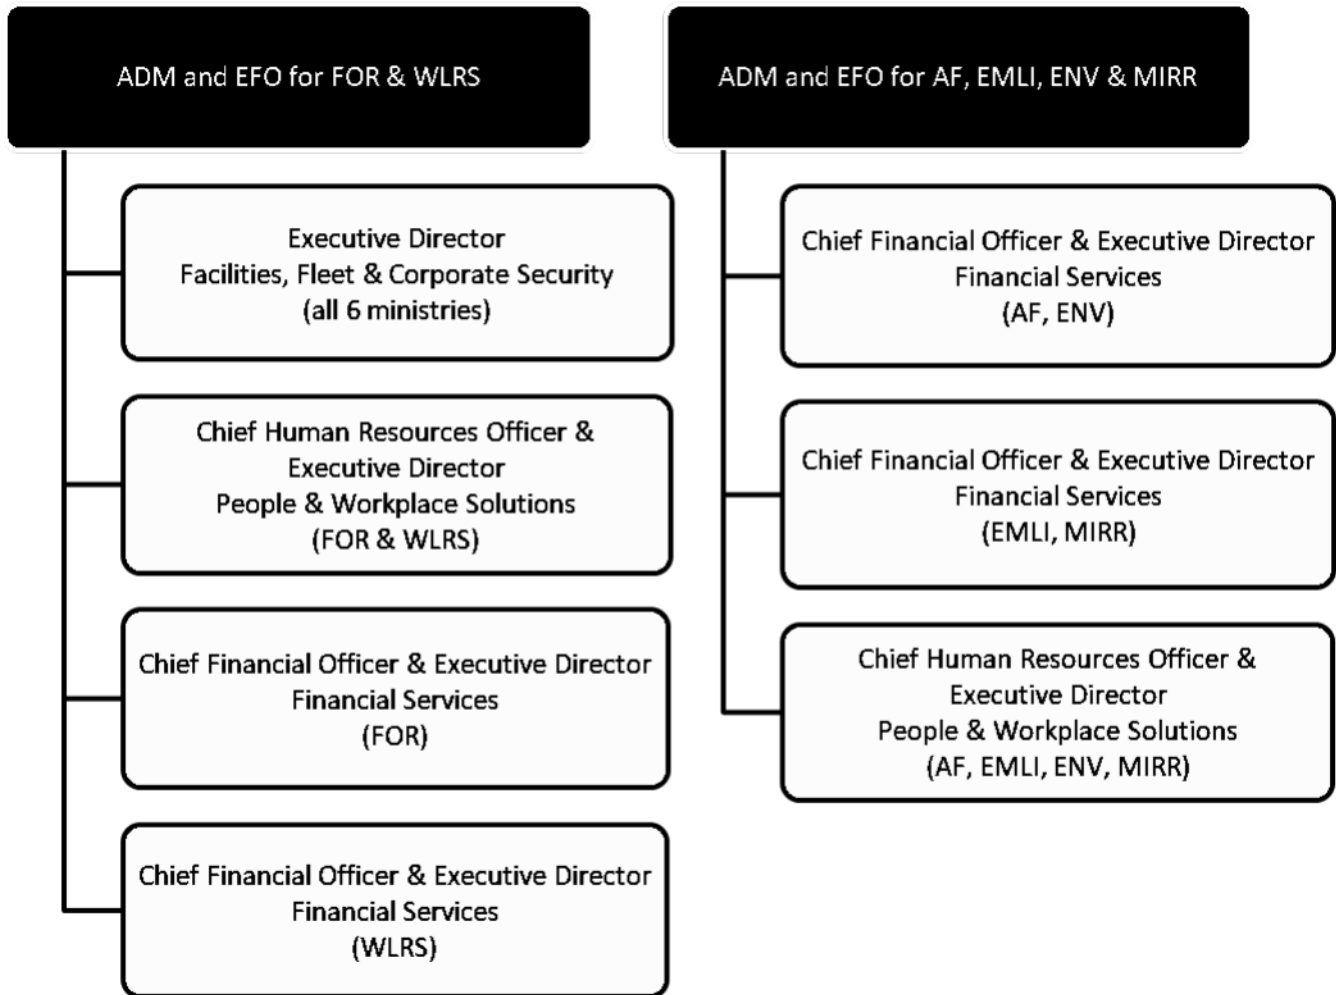 ADM and EFO for FOR & WLRS
Executive Director
Facilities, Fleet & Corporate Security
(all 6 ministries)
Chief Human Resources Officer &
Executive Director
People & Workplace Solutions
(FOR & WLRS)
Chief Financial Officer & Executive Director
Financial Services
(FOR)
Chief Financial Officer & Executive Director
Financial Services
(WLRS)
ADM and EFO for AF, EMLI, ENV & MIRR
Chief Financial Officer & Executive Director
Financial Services
(AF, ENV)
Chief Financial Officer & Executive Director
Financial Services
(EMLI, MIRR)
Chief Human Resources Officer &
Executive Director
People & Workplace Solutions
(AF, EMLI, ENV, MIRR)